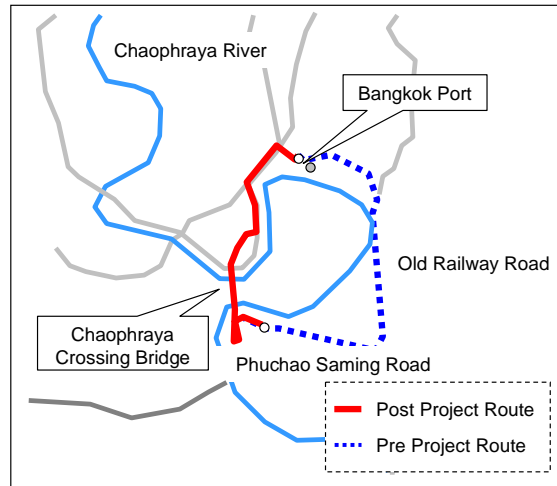 Chaophraya River
Bangkok Port
Old Railway Road
Chaophraya
Crossing Bridge
Phuchao Saming Road
Post Project Route
Pre Project Route